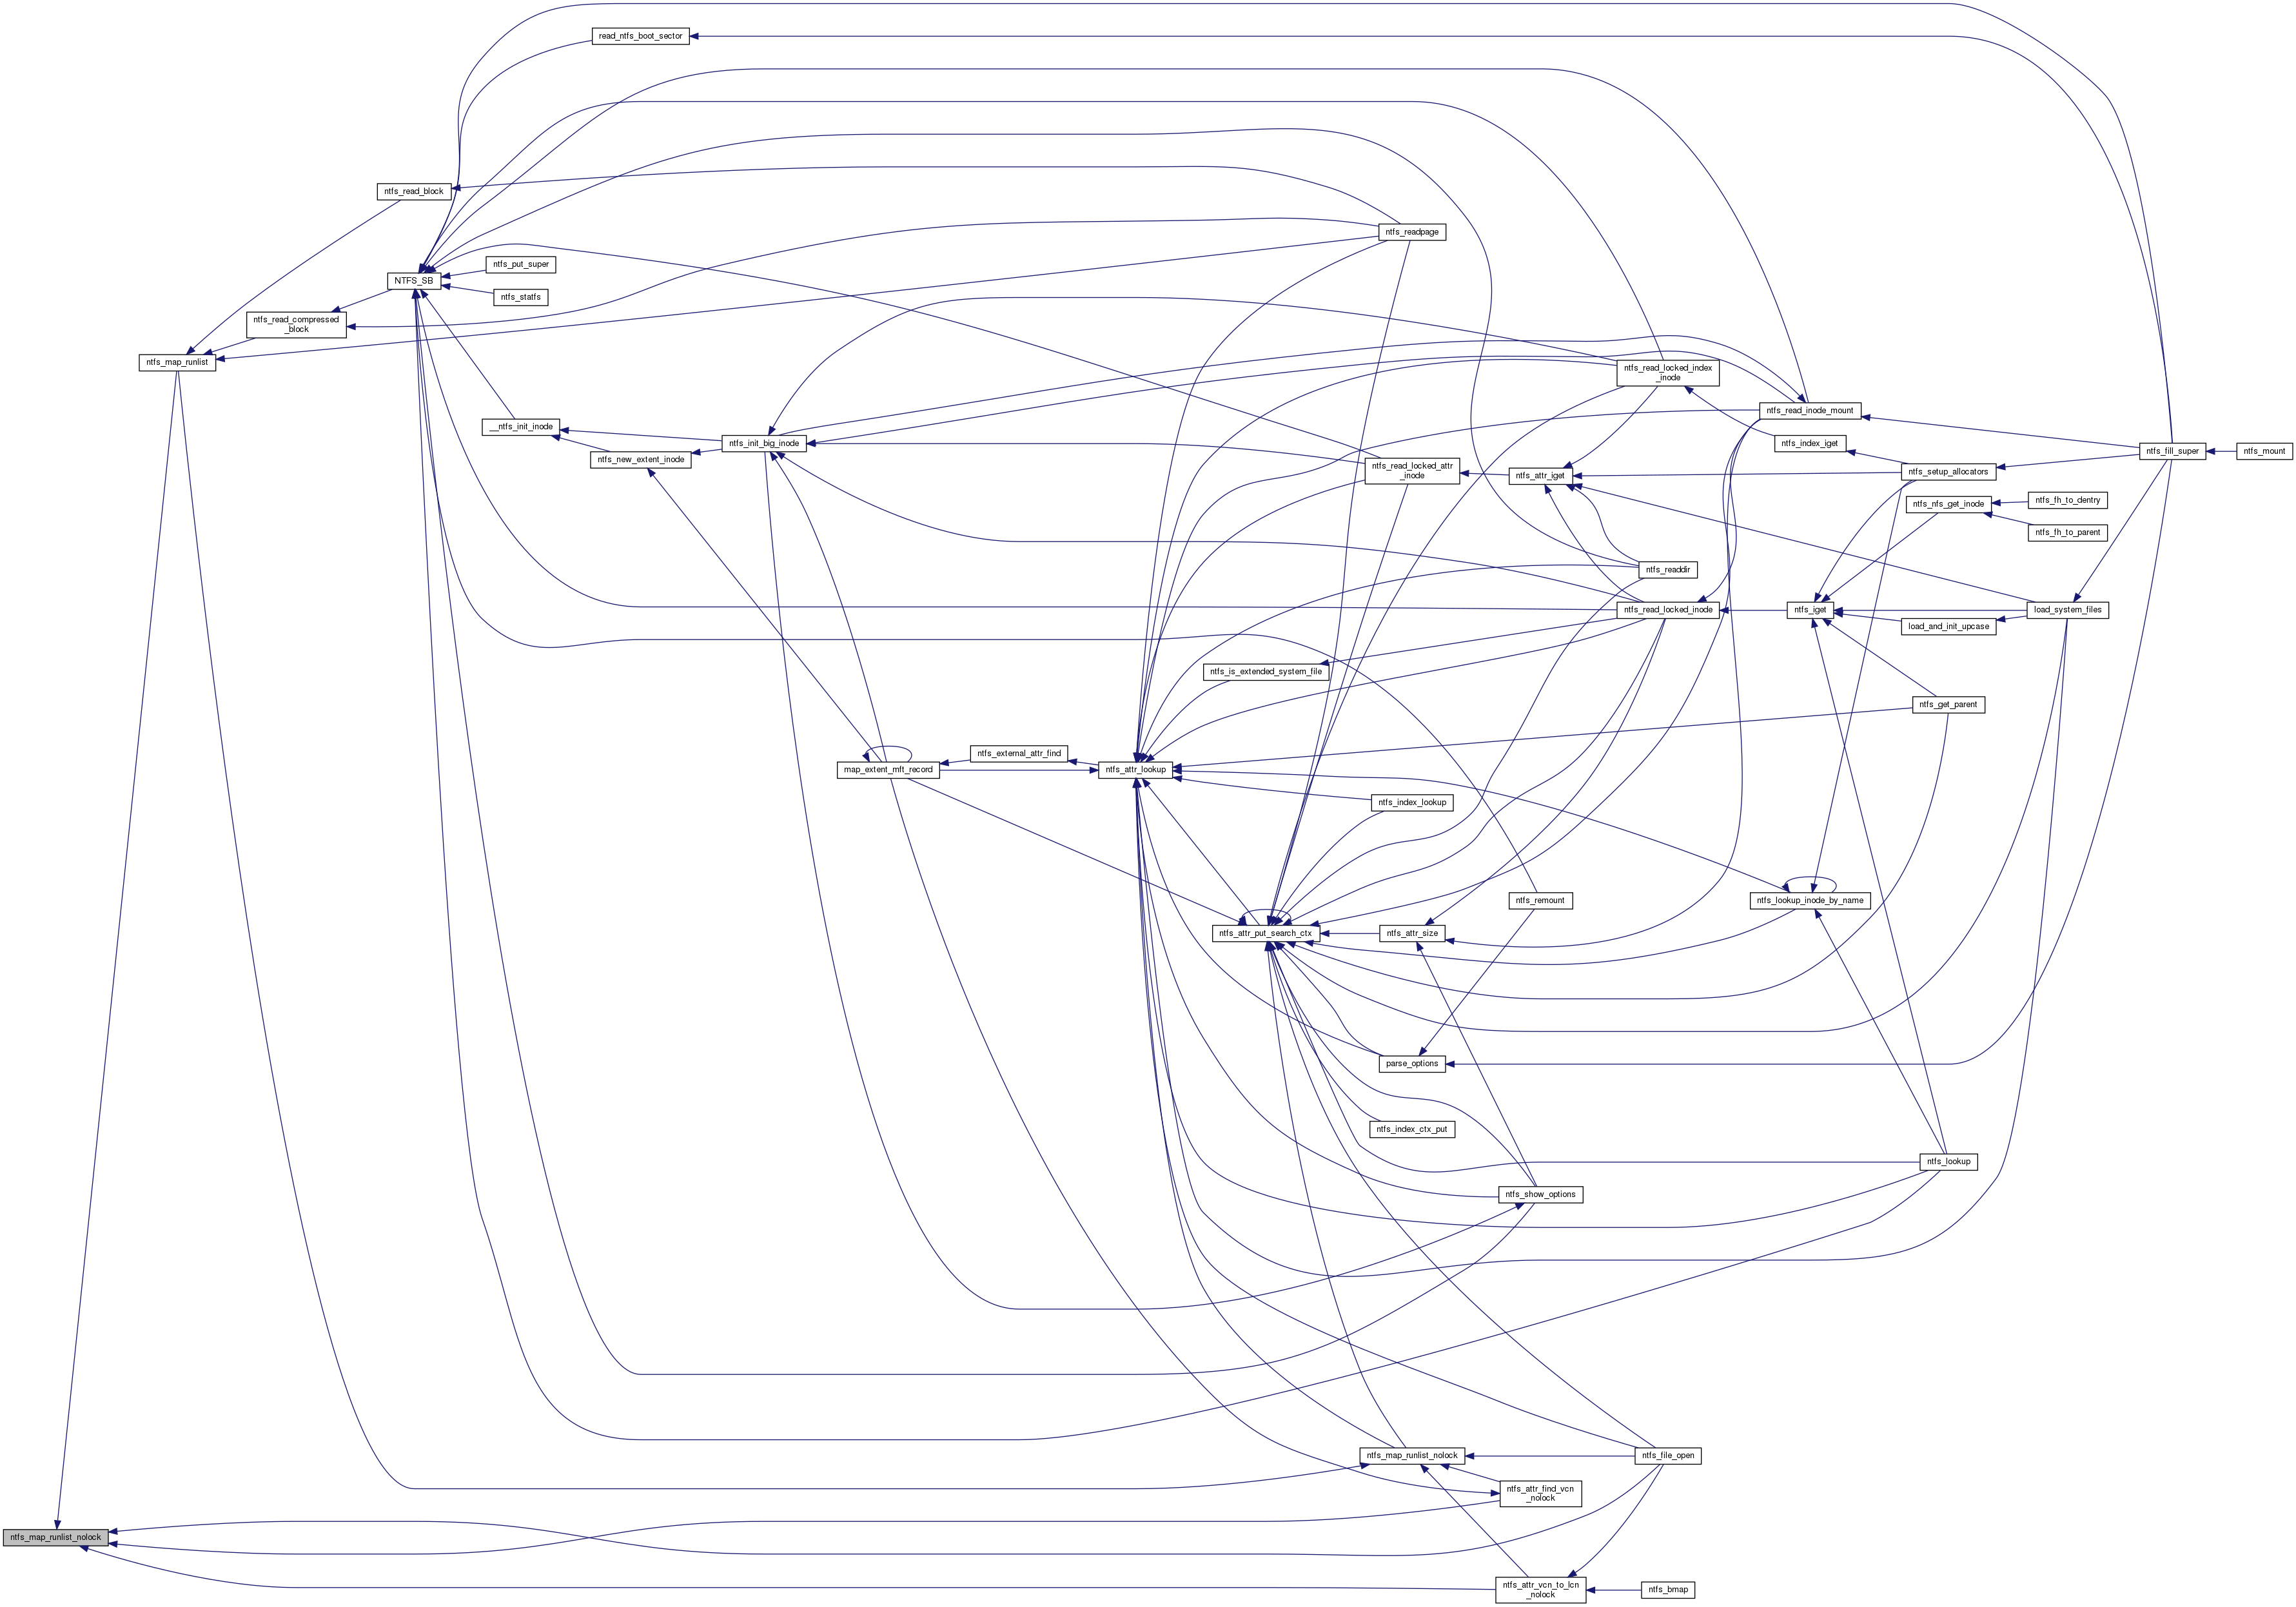 read_ntfs_boot_sector
ntfs_read_block
ntfs_readpage
ntfs_put_super
NTFS_SB
ntfs_statfs
ntfs_read_compressed
_block
ntfs_map_runlist
ntfs_read_locked_index
_inode
ntfs_read_inode_mount
__ntfs_init_inode
ntfs_init_big_inode
ntfs_index_iget
ntfs_fill_super
ntfs_mount
ntfs_new_extent_inode
ntfs_read_locked_attr
_inode
ntfs_attr_iget
ntfs_setup_allocators
ntfs_nfs_get_inode
ntfs_fh_to_dentry
ntfs_fh_to_parent
ntfs_readdir
ntfs_read_locked_inode
ntfs_iget
load_system_files
load_and_init_upcase
ntfs_is_extended_system_file
ntfs_get_parent
ntfs_external_attr_find
map_extent_mft_record
ntfs_attr_lookup
ntfs_index_lookup
ntfs_remount
ntfs_lookup_inode_by_name
ntfs_attr_put_search_ctx
ntfs_attr_size
parse_options
ntfs_index_ctx_put
ntfs_lookup
ntfs_show_options
ntfs_map_runlist_nolock
ntfs_file_open
ntfs_attr_find_vcn
_nolock
ntfs_map_runlist_nolock
ntfs_attr_vcn_to_lcn
_nolock
ntfs_bmap